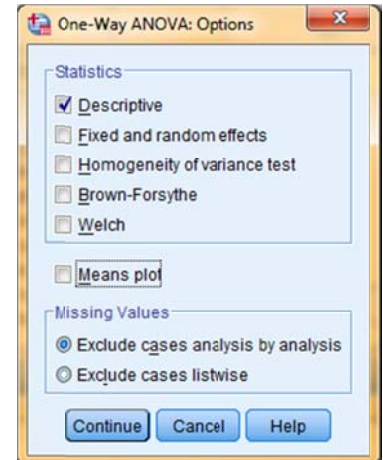 One-Way ANOVA: Options
Statistics
Descriptive
Fixed and random effects
Homogeneity of variance test
Brown-Forsythe
Welch
Means plot
Missing Values
Exclude cases analysis by analysis
Exclude cases listwise
Continue Cancel Help